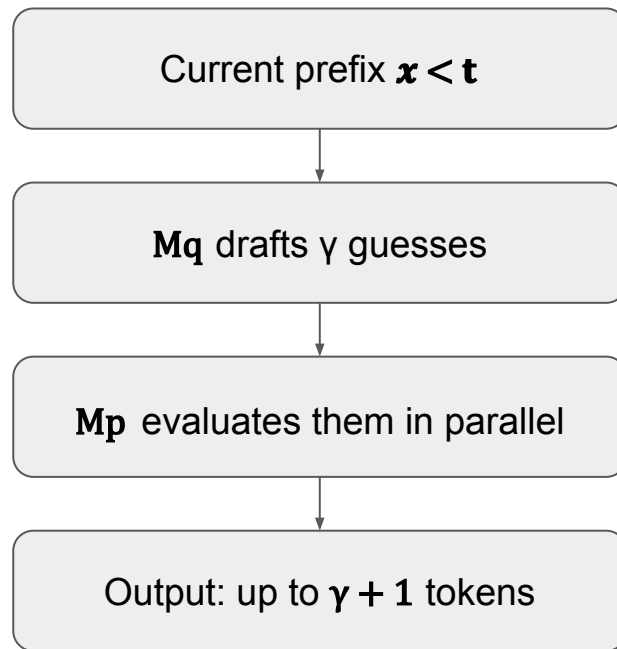 Current prefix x < t
Mq drafts γ guesses
Mp evaluates them in parallel
Output: up to γ + 1 tokens